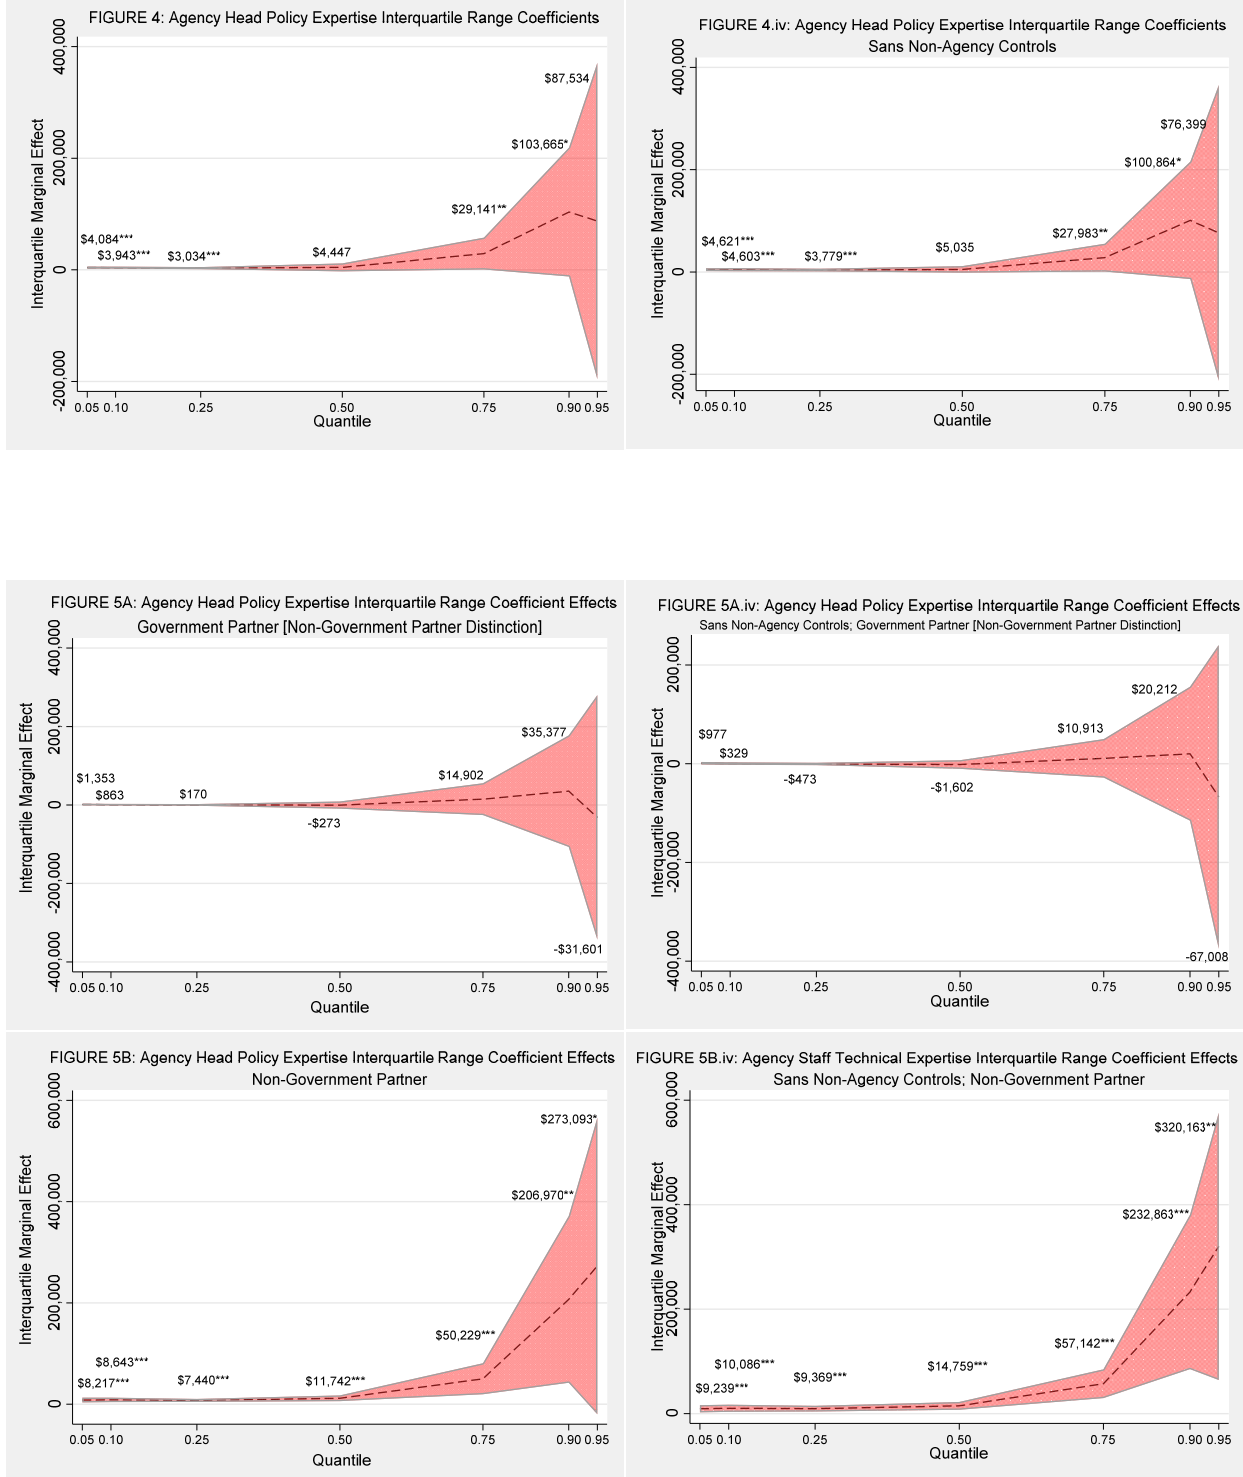 FIGURE 4: Agency Head Policy Expertise Interquartile Range Coefficients
Interquartile Marginal Effect
400,000
200,000
0
-200,000
$4,084***
$3,943***
$3,034***
$4,447
$29,141**
$103,665*
$87,534
0.05 0.10 0.25 0.50 0.75 0.90 0.95
Quantile
FIGURE 4.iv: Agency Head Policy Expertise Interquartile Range Coefficients
Sans Non-Agency Controls
Interquartile Marginal Effect
400,000
200,000
0
-200,000
$4,621***
$4,603***
$3,779***
$5,035
$27,983**
$100,864*
$76,399
0.05 0.10 0.25 0.50 0.75 0.90 0.95
Quantile
FIGURE 5A: Agency Head Policy Expertise Interquartile Range Coefficient Effects
Government Partner [Non-Government Partner Distinction]
Interquartile Marginal Effect
400,000
200,000
0
-200,000
-400,000
$1,353
$863
$170
-$273
$14,902
$35,377
-$31,601
0.05 0.10 0.25 0.50 0.75 0.90 0.95
Quantile
FIGURE 5A.iv: Agency Head Policy Expertise Interquartile Range Coefficient Effects
Sans Non-Agency Controls; Government Partner [Non-Government Partner Distinction]
Interquartile Marginal Effect
200,000
0
-200,000
-400,000
$977
$329
-$473
-$1,602
$10,913
$20,212
-67,008
0.05 0.10 0.25 0.50 0.75 0.90 0.95
Quantile
FIGURE 5B: Agency Head Policy Expertise Interquartile Range Coefficient Effects
Non-Government Partner
Interquartile Marginal Effect
600,000
400,000
200,000
0
$8,217***
$8,643***
$7,440***
$11,742***
$50,229***
$206,970**
$273,093*
0.05 0.10 0.25 0.50 0.75 0.90 0.95
Quantile
FIGURE 5B.iv: Agency Staff Technical Expertise Interquartile Range Coefficient Effects
Sans Non-Agency Controls; Non-Government Partner
Interquartile Marginal Effect
600,000
400,000
200,000
0
$9,239***
$10,086***
$9,369***
$14,759***
$57,142***
$232,863***
$320,163**
0.05 0.10 0.25 0.50 0.75 0.90 0.95
Quantile